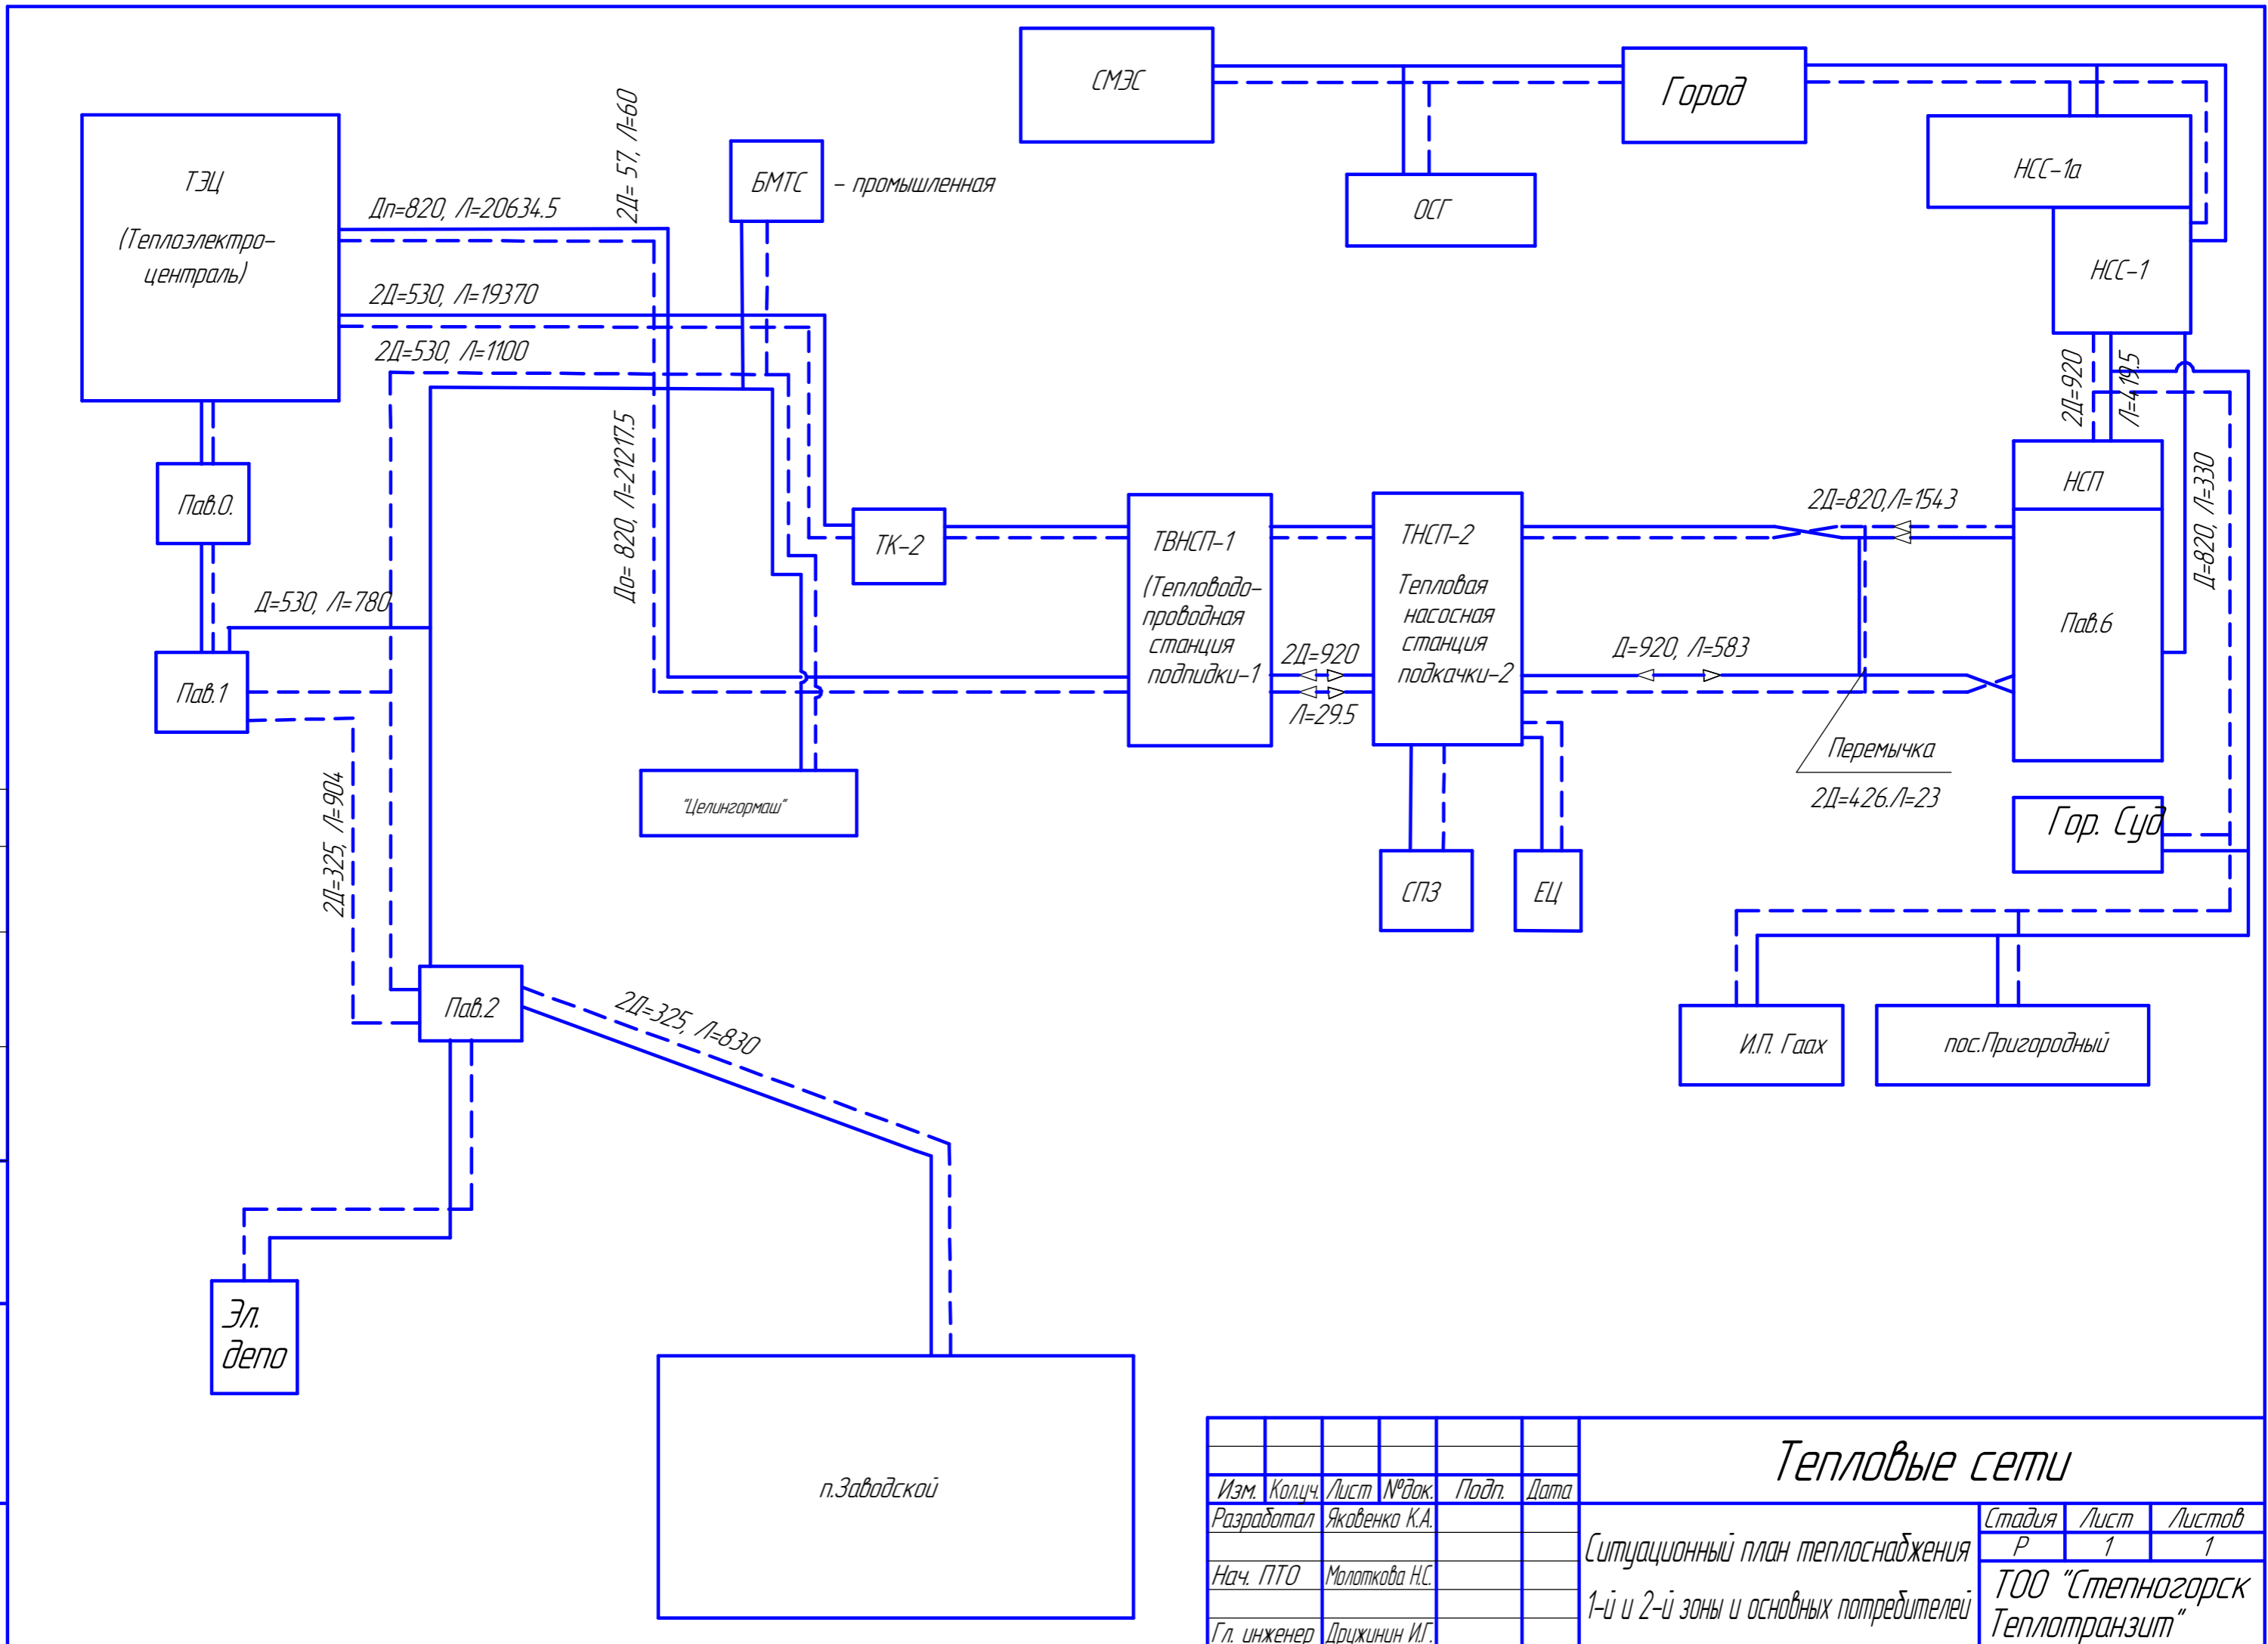 СМЭС
Город
ТЭЦ
(Теплоэлектро-
централь)
Дп=820, Л=20634.5
2Д= 57, Л=60
БМТС
- промышленная
ОСГ
НСС-1а
НСС-1
2Д=530, Л=19370
2Д=530, Л=1100
До= 820, Л=21217.5
2Д=920
Л=419.5
Д=820, Л=330
Пав.0.
ТК-2
ТВНСП-1
(Тепловодо-
проводная
станция
подпидки-1
2Д=920
Л=29.5
ТНСП-2
Тепловая
насосная
станция
подкачки-2
2Д=820,Л=1543
Д=920, Л=583
НСП
Пав.6
Д=530, Л=780
Пав.1
Перемычка
2Д=426.Л=23
"Целингормаш"
Гор. Суд
2Д=325, Л=904
СПЗ
ЕЦ
Пав.2
2Д=325, Л=830
И.П. Гаах
пос.Пригородный
Эл.
депо
п.Заводской
Тепловые сети
Изм. Кол.уч. Лист №док. Подп. Дата
Разработал Яковенко К.А.
Нач. ПТО Молоткова Н.С.
Гл. инженер Дружинин И.Г.
Ситуационный план теплоснабжения
1-й и 2-й зоны и основных потребителей
Стадия Лист Листов
Р 1 1
ТОО "Степногорск
Теплотранзит"